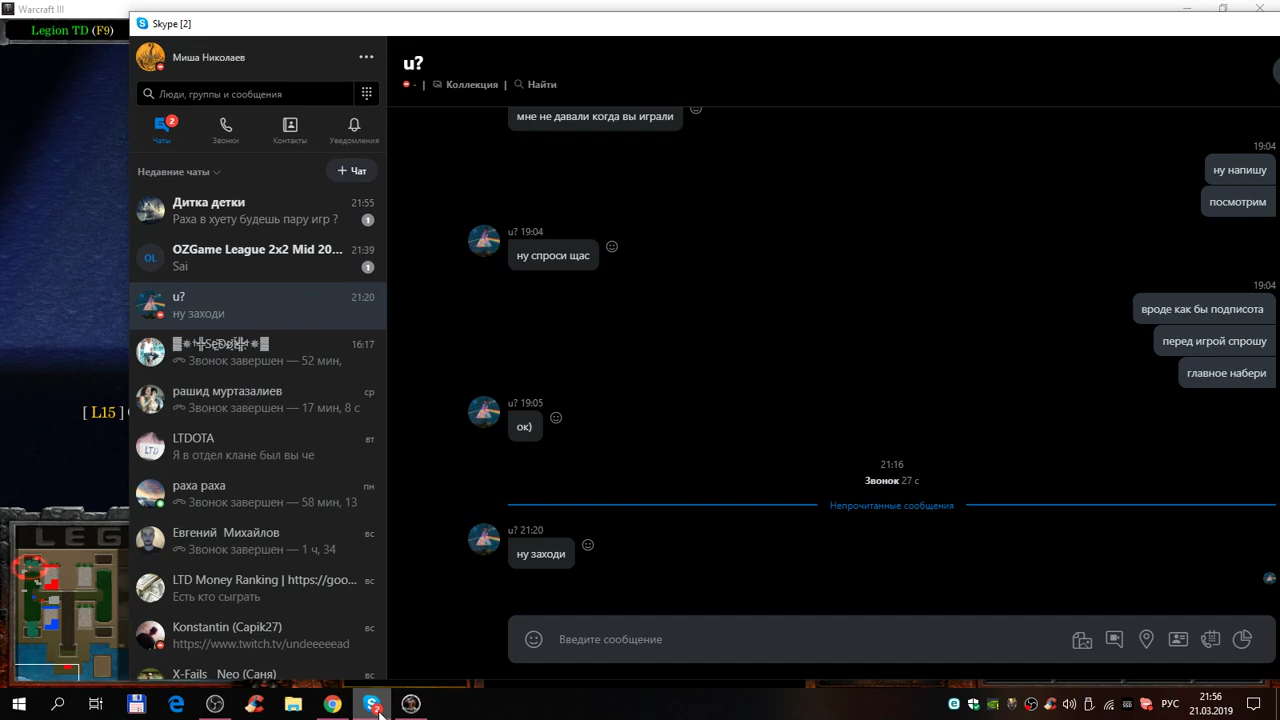 Warcraft III
Legion TD (F9)
Skype [2]
Миша Николаев
Люди, группы и сообщения
2
Чаты
Звонки
Контакты
Уведомления
Недавние чаты
Чат
Дитка детки
21:55
Раха в хуету будешь пару игр ?
1
OZGame League 2x2 Mid 20...
21:39
OL
Sai
1
u?
21:20
ну заходи
16:17
Звонок завершен — 52 мин,
рашид муртазалиев
ср
Звонок завершен — 17 мин, 8 с
LTDOTA
вт
Я в отдел клане был вы че
раха раха
пн
Звонок завершен — 58 мин, 13
Евгений Михайлов
вс
Звонок завершен — 1 ч, 34
LTD Money Ranking | https://goo...
вс
Есть кто сыграть
Konstantin (Capik27)
вс
https://www.twitch.tv/undeeeeead
X-Fails_ Neo (Саня)
вс
u?
- | Коллекция | Найти
мне не давали когда вы играли
19:04
ну напишу
посмотрим
u? 19:04
ну спроси щас
19:04
вроде как бы подписота
перед игрой спрошу
главное набери
u? 19:05
ок)
21:16
Звонок 27 с
Непрочитанные сообщения
u? 21:20
ну заходи
Введите сообщение
[ L15 ]
LEG
РУС
21:56
21.03.2019